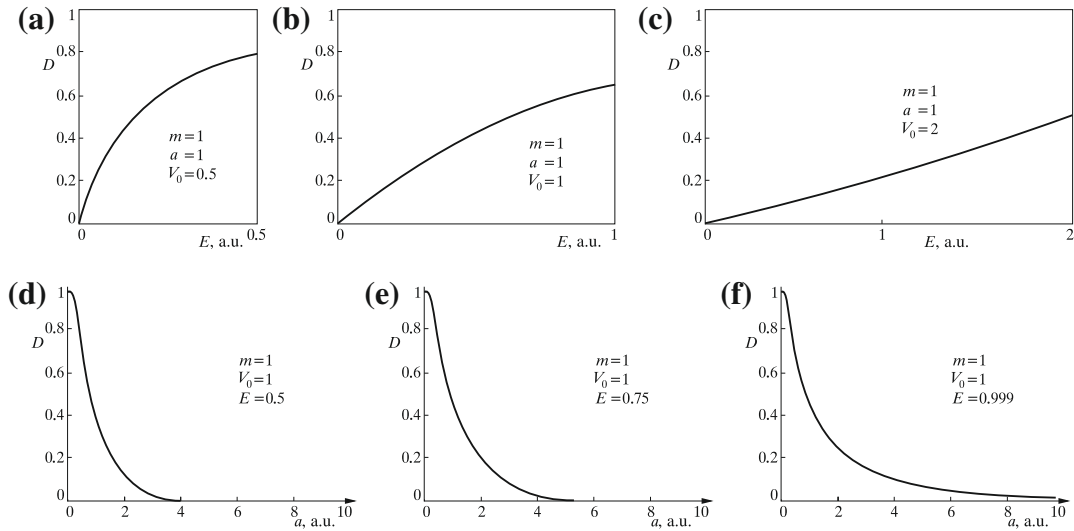 (a)
1
0.8
D
0.6
0.4
0.2
0
m=1
a =1
V₀=0.5
0
E, a.u.
0.5
(b)
1
0.8
D
0.6
0.4
0.2
0
m=1
a =1
V₀=1
0
E, a.u.
1
(c)
1
0.8
D
0.6
0.4
0.2
0
m=1
a =1
V₀=2
0
1
E, a.u.
2
(d)
1
0.8
D
0.6
0.4
0.2
0
m=1
V₀=1
E =0.5
0 2 4 6 8 10
a, a.u.
(e)
1
0.8
D
0.6
0.4
0.2
0
m=1
V₀=1
E =0.75
0 2 4 6 8 10
a, a.u.
(f)
1
0.8
D
0.6
0.4
0.2
0
m=1
V₀=1
E =0.999
0 2 4 6 8 10
a, a.u.